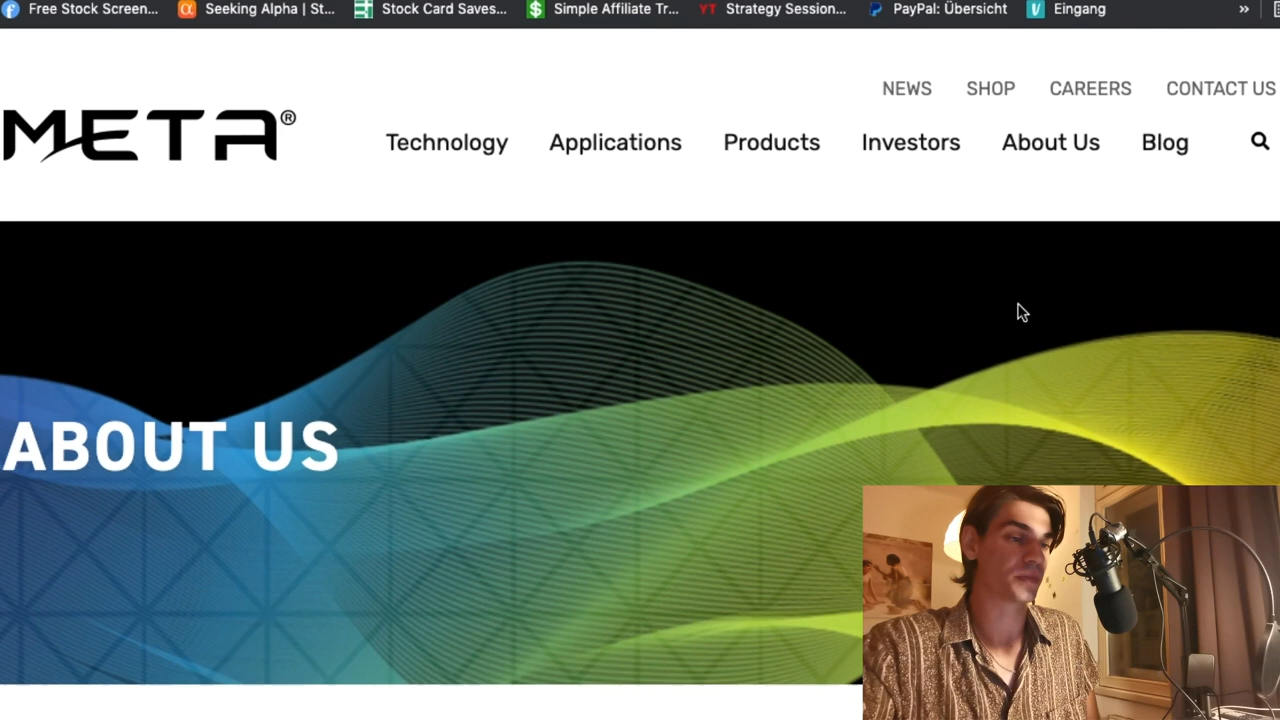 Free Stock Screen... Seeking Alpha | St... Stock Card Saves... Simple Affiliate Tr... YT Strategy Session... PayPal: Übersicht Eingang »
NEWS SHOP CAREERS CONTACT US
META®
Technology Applications Products Investors About Us Blog
ABOUT US